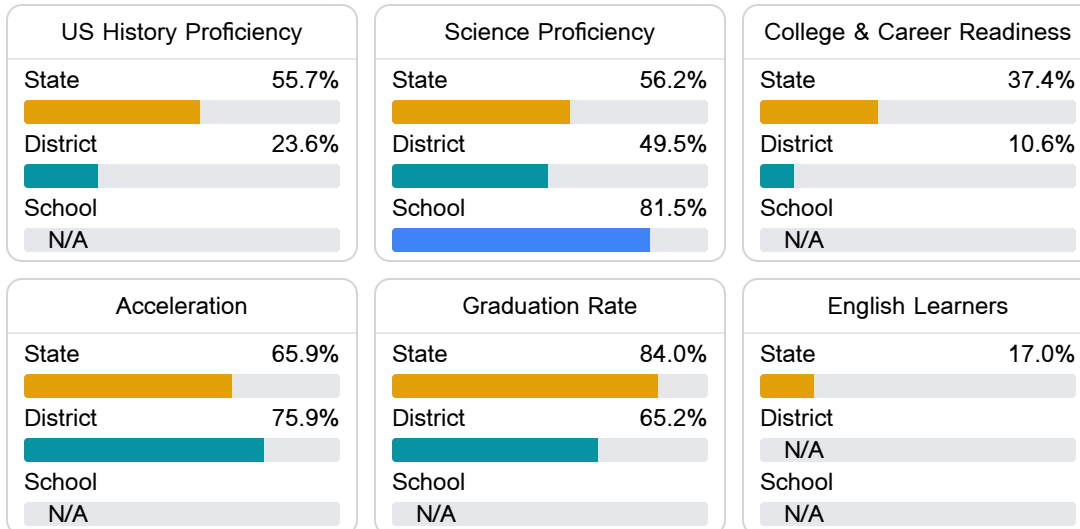 US History Proficiency
State 55.7%
District 23.6%
School
N/A
Science Proficiency
State 56.2%
District 49.5%
School 81.5%
College & Career Readiness
State 37.4%
District 10.6%
School
N/A
Acceleration
State 65.9%
District 75.9%
School
N/A
Graduation Rate
State 84.0%
District 65.2%
School
N/A
English Learners
State 17.0%
District
N/A
School
N/A